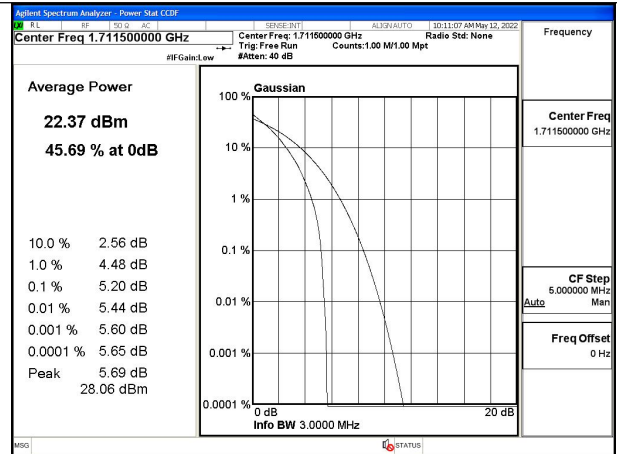 Agilent Spectrum Analyzer - Power Stat CCDF
RL RF 50 Ω AC SENSE:INT ALIGN AUTO 10:11:07 AM May 12, 2022
Center Freq 1.711500000 GHz
Center Freq: 1.711500000 GHz Radio Std: None
Trig: Free Run Counts:1.00 M/1.00 Mpt
#IFGain:Low #Atten: 40 dB
Frequency
Average Power
22.37 dBm
45.69 % at 0dB
10.0 % 2.56 dB
1.0 % 4.48 dB
0.1 % 5.20 dB
0.01 % 5.44 dB
0.001 % 5.60 dB
0.0001 % 5.65 dB
Peak 5.69 dB
28.06 dBm
Gaussian
100 %
10 %
1 %
0.1 %
0.01 %
0.001 %
0.0001 %
0 dB 20 dB
Info BW 3.0000 MHz
Center Freq
1.711500000 GHz
CF Step
5.000000 MHz
Auto Man
Freq Offset
0 Hz
MSG STATUS